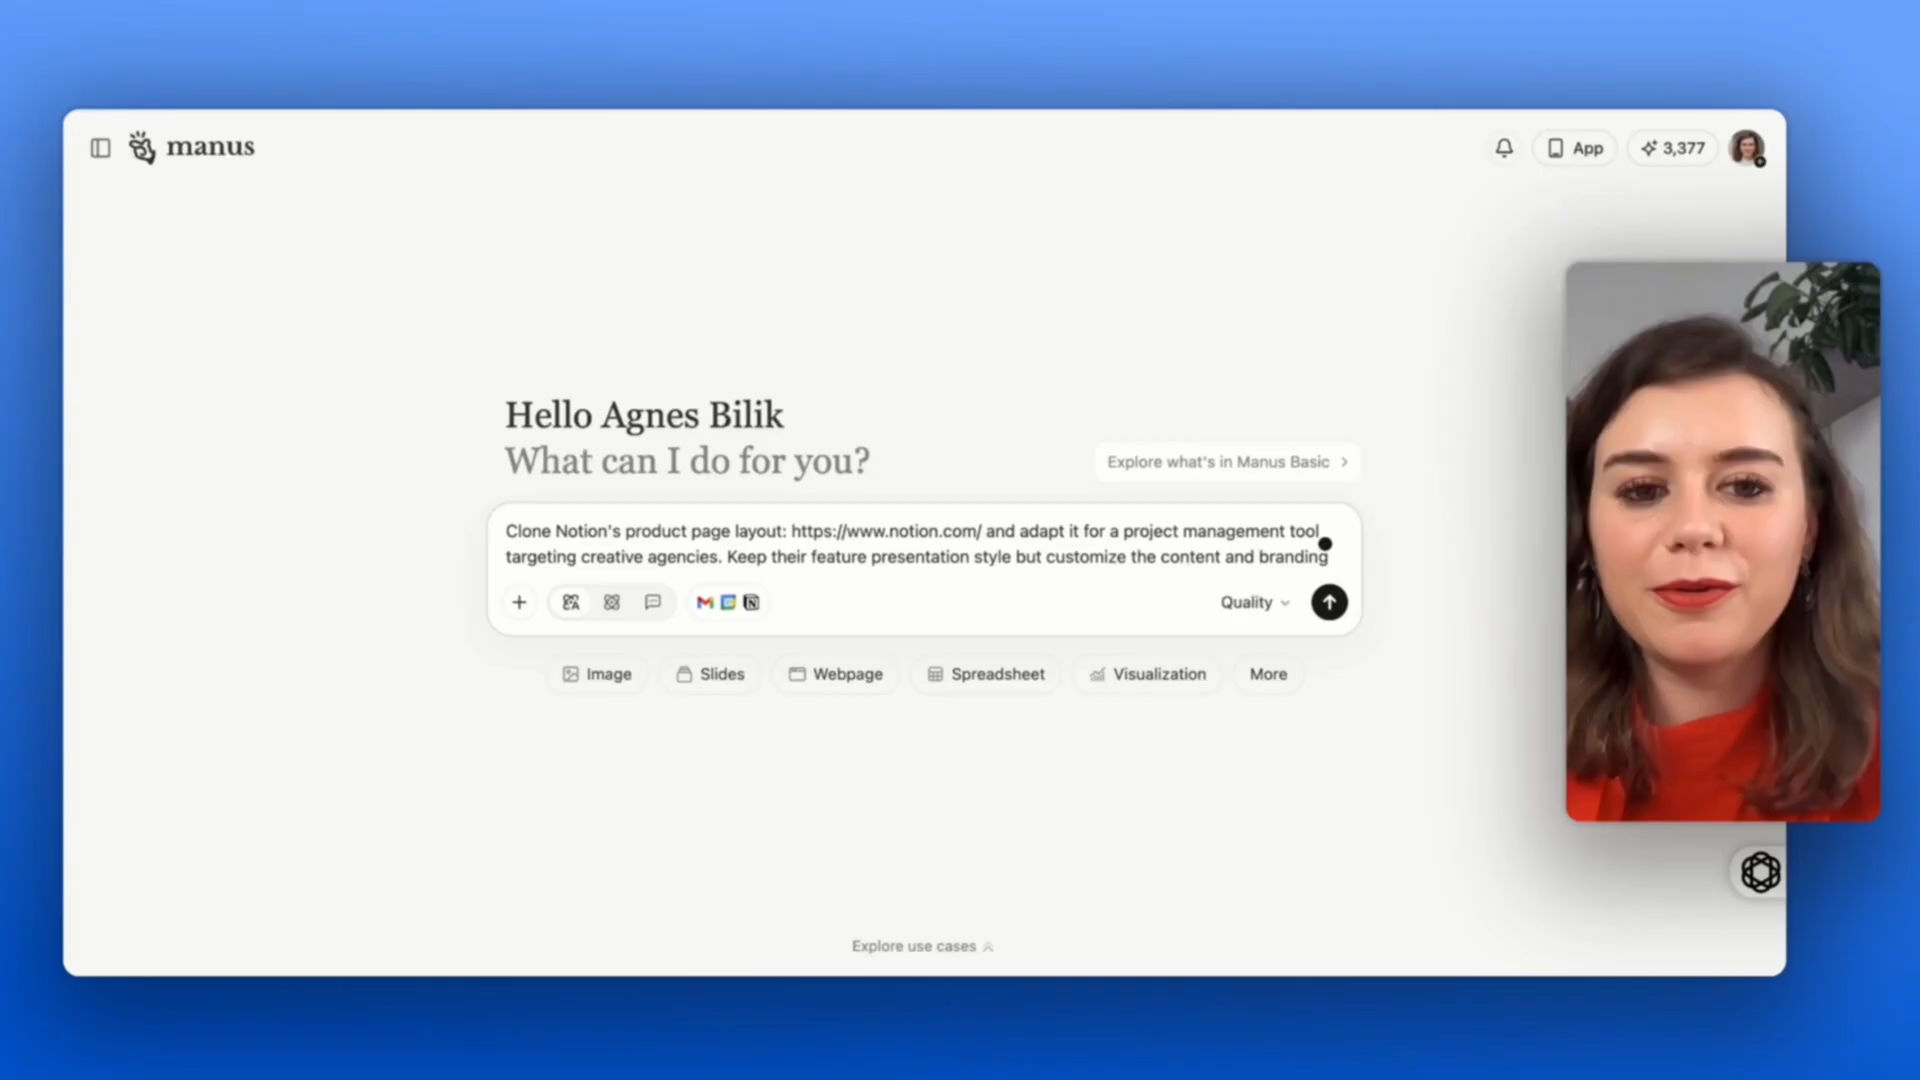 manus
App
3,377
Hello Agnes Bilik
What can I do for you?
Explore what's in Manus Basic
Clone Notion's product page layout: https://www.notion.com/ and adapt it for a project management tool
targeting creative agencies. Keep their feature presentation style but customize the content and branding
Quality
Image
Slides
Webpage
Spreadsheet
Visualization
More
Explore use cases